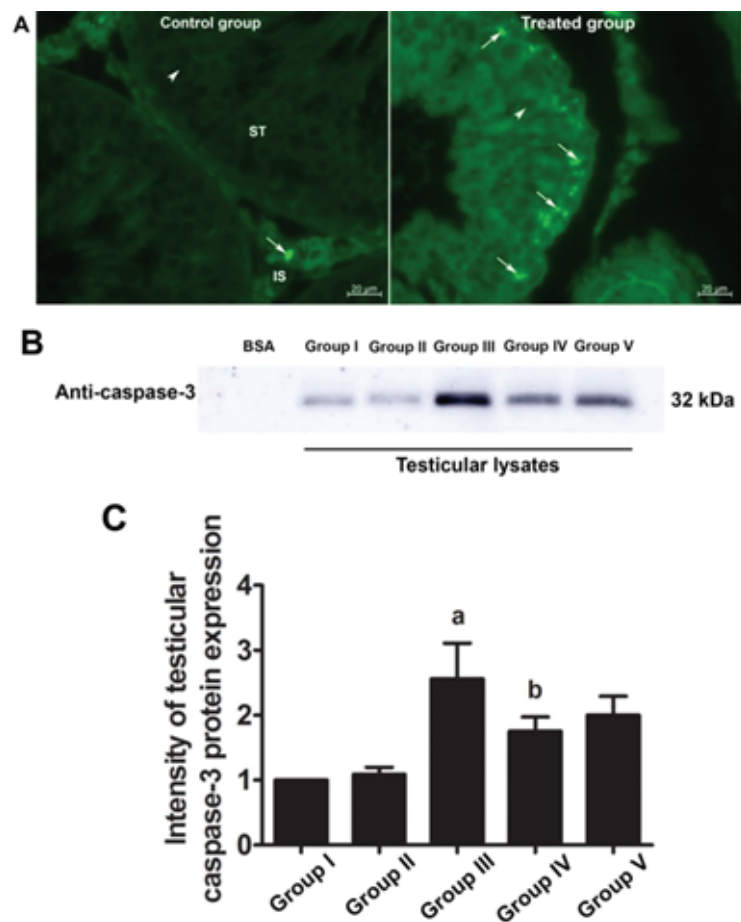 A
Control group
Treated group
ST
IS
20 µm
20 µm
B
BSA Group I Group II Group III Group IV Group V
Anti-caspase-3
32 kDa
Testicular lysates
C
Intensity of testicular
caspase-3 protein expression
4
3
2
1
0
a
b
Group I
Group II
Group III
Group IV
Group V